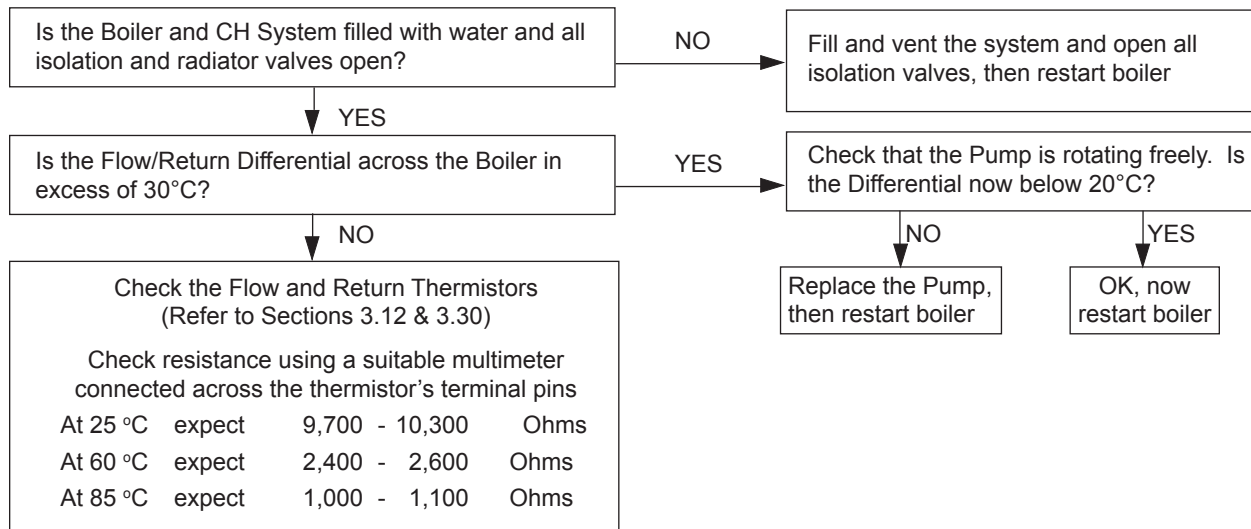 Is the Boiler and CH System filled with water and all
isolation and radiator valves open?
NO
Fill and vent the system and open all
isolation valves, then restart boiler
YES
Is the Flow/Return Differential across the Boiler in
excess of 30°C?
YES
Check that the Pump is rotating freely.  Is
the Differential now below 20°C?
NO
NO
YES
Check the Flow and Return Thermistors
(Refer to Sections 3.12 & 3.30)
Replace the Pump,
then restart boiler
OK, now
restart boiler
Check resistance using a suitable multimeter
connected across the thermistor's terminal pins
At 25 °C expect 9,700 - 10,300 Ohms
At 60 °C expect 2,400 - 2,600 Ohms
At 85 °C expect 1,000 - 1,100 Ohms